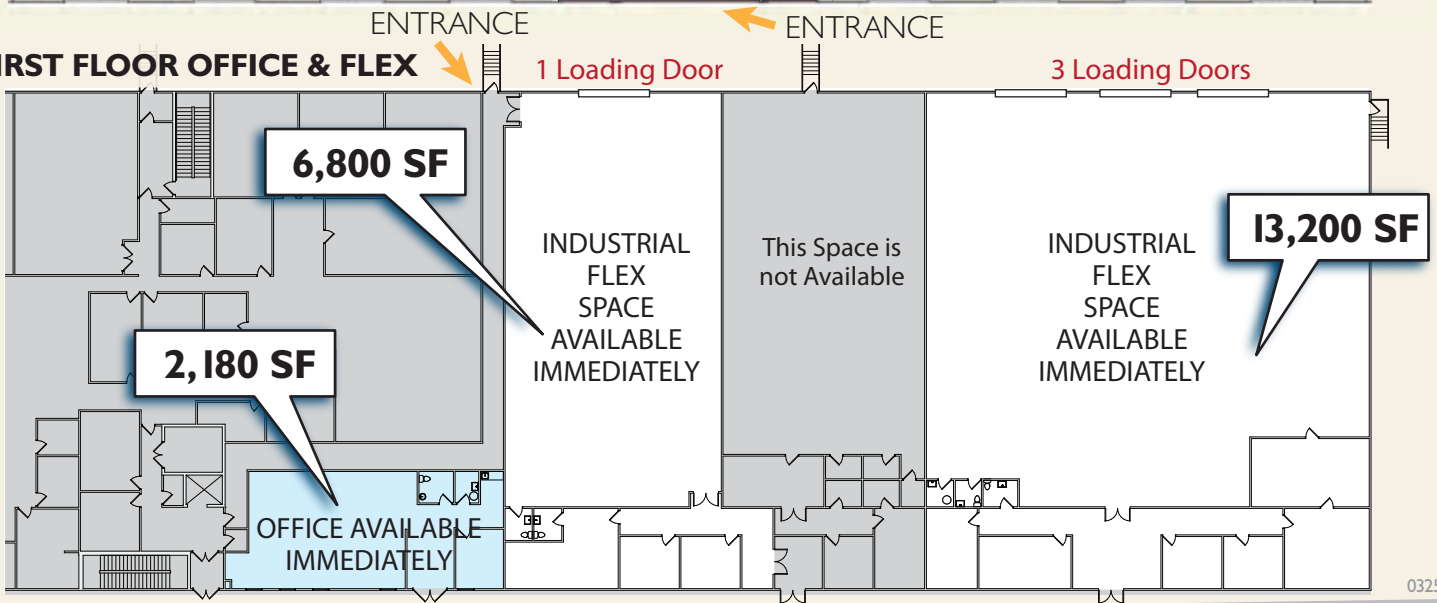 ENTRANCE
ENTRANCE
IRST FLOOR OFFICE & FLEX
1 Loading Door
3 Loading Doors
6,800 SF
13,200 SF
INDUSTRIAL
FLEX
SPACE
AVAILABLE
IMMEDIATELY
This Space is
not Available
INDUSTRIAL
FLEX
SPACE
AVAILABLE
IMMEDIATELY
2,180 SF
OFFICE AVAILABLE
IMMEDIATELY
0325